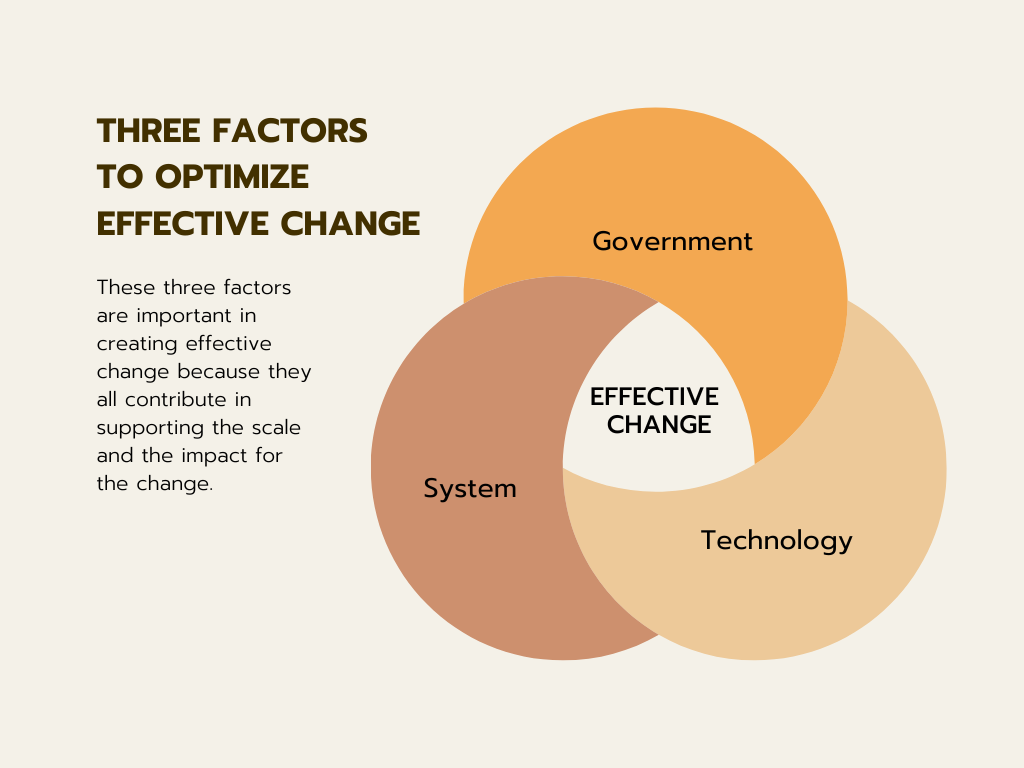 THREE FACTORS
TO OPTIMIZE
EFFECTIVE CHANGE
These three factors
are important in
creating effective
change because they
all contribute in
supporting the scale
and the impact for
the change.
Government
EFFECTIVE
CHANGE
System
Technology